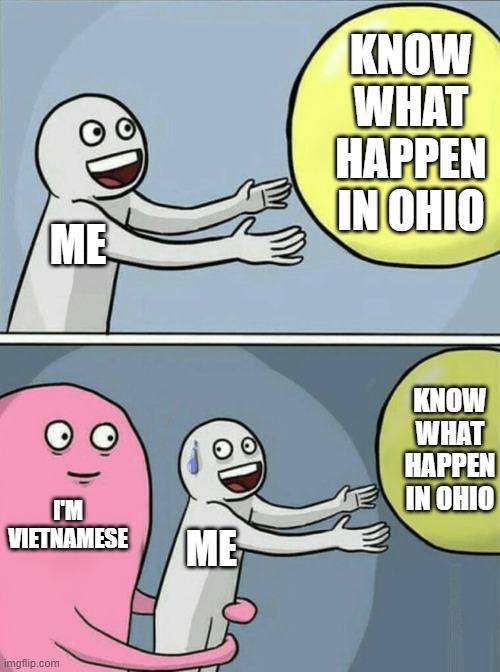 KNOW
WHAT
HAPPEN
IN OHIO
ME
KNOW
WHAT
HAPPEN
IN OHIO
I'M
VIETNAMESE
ME
imgflip.com